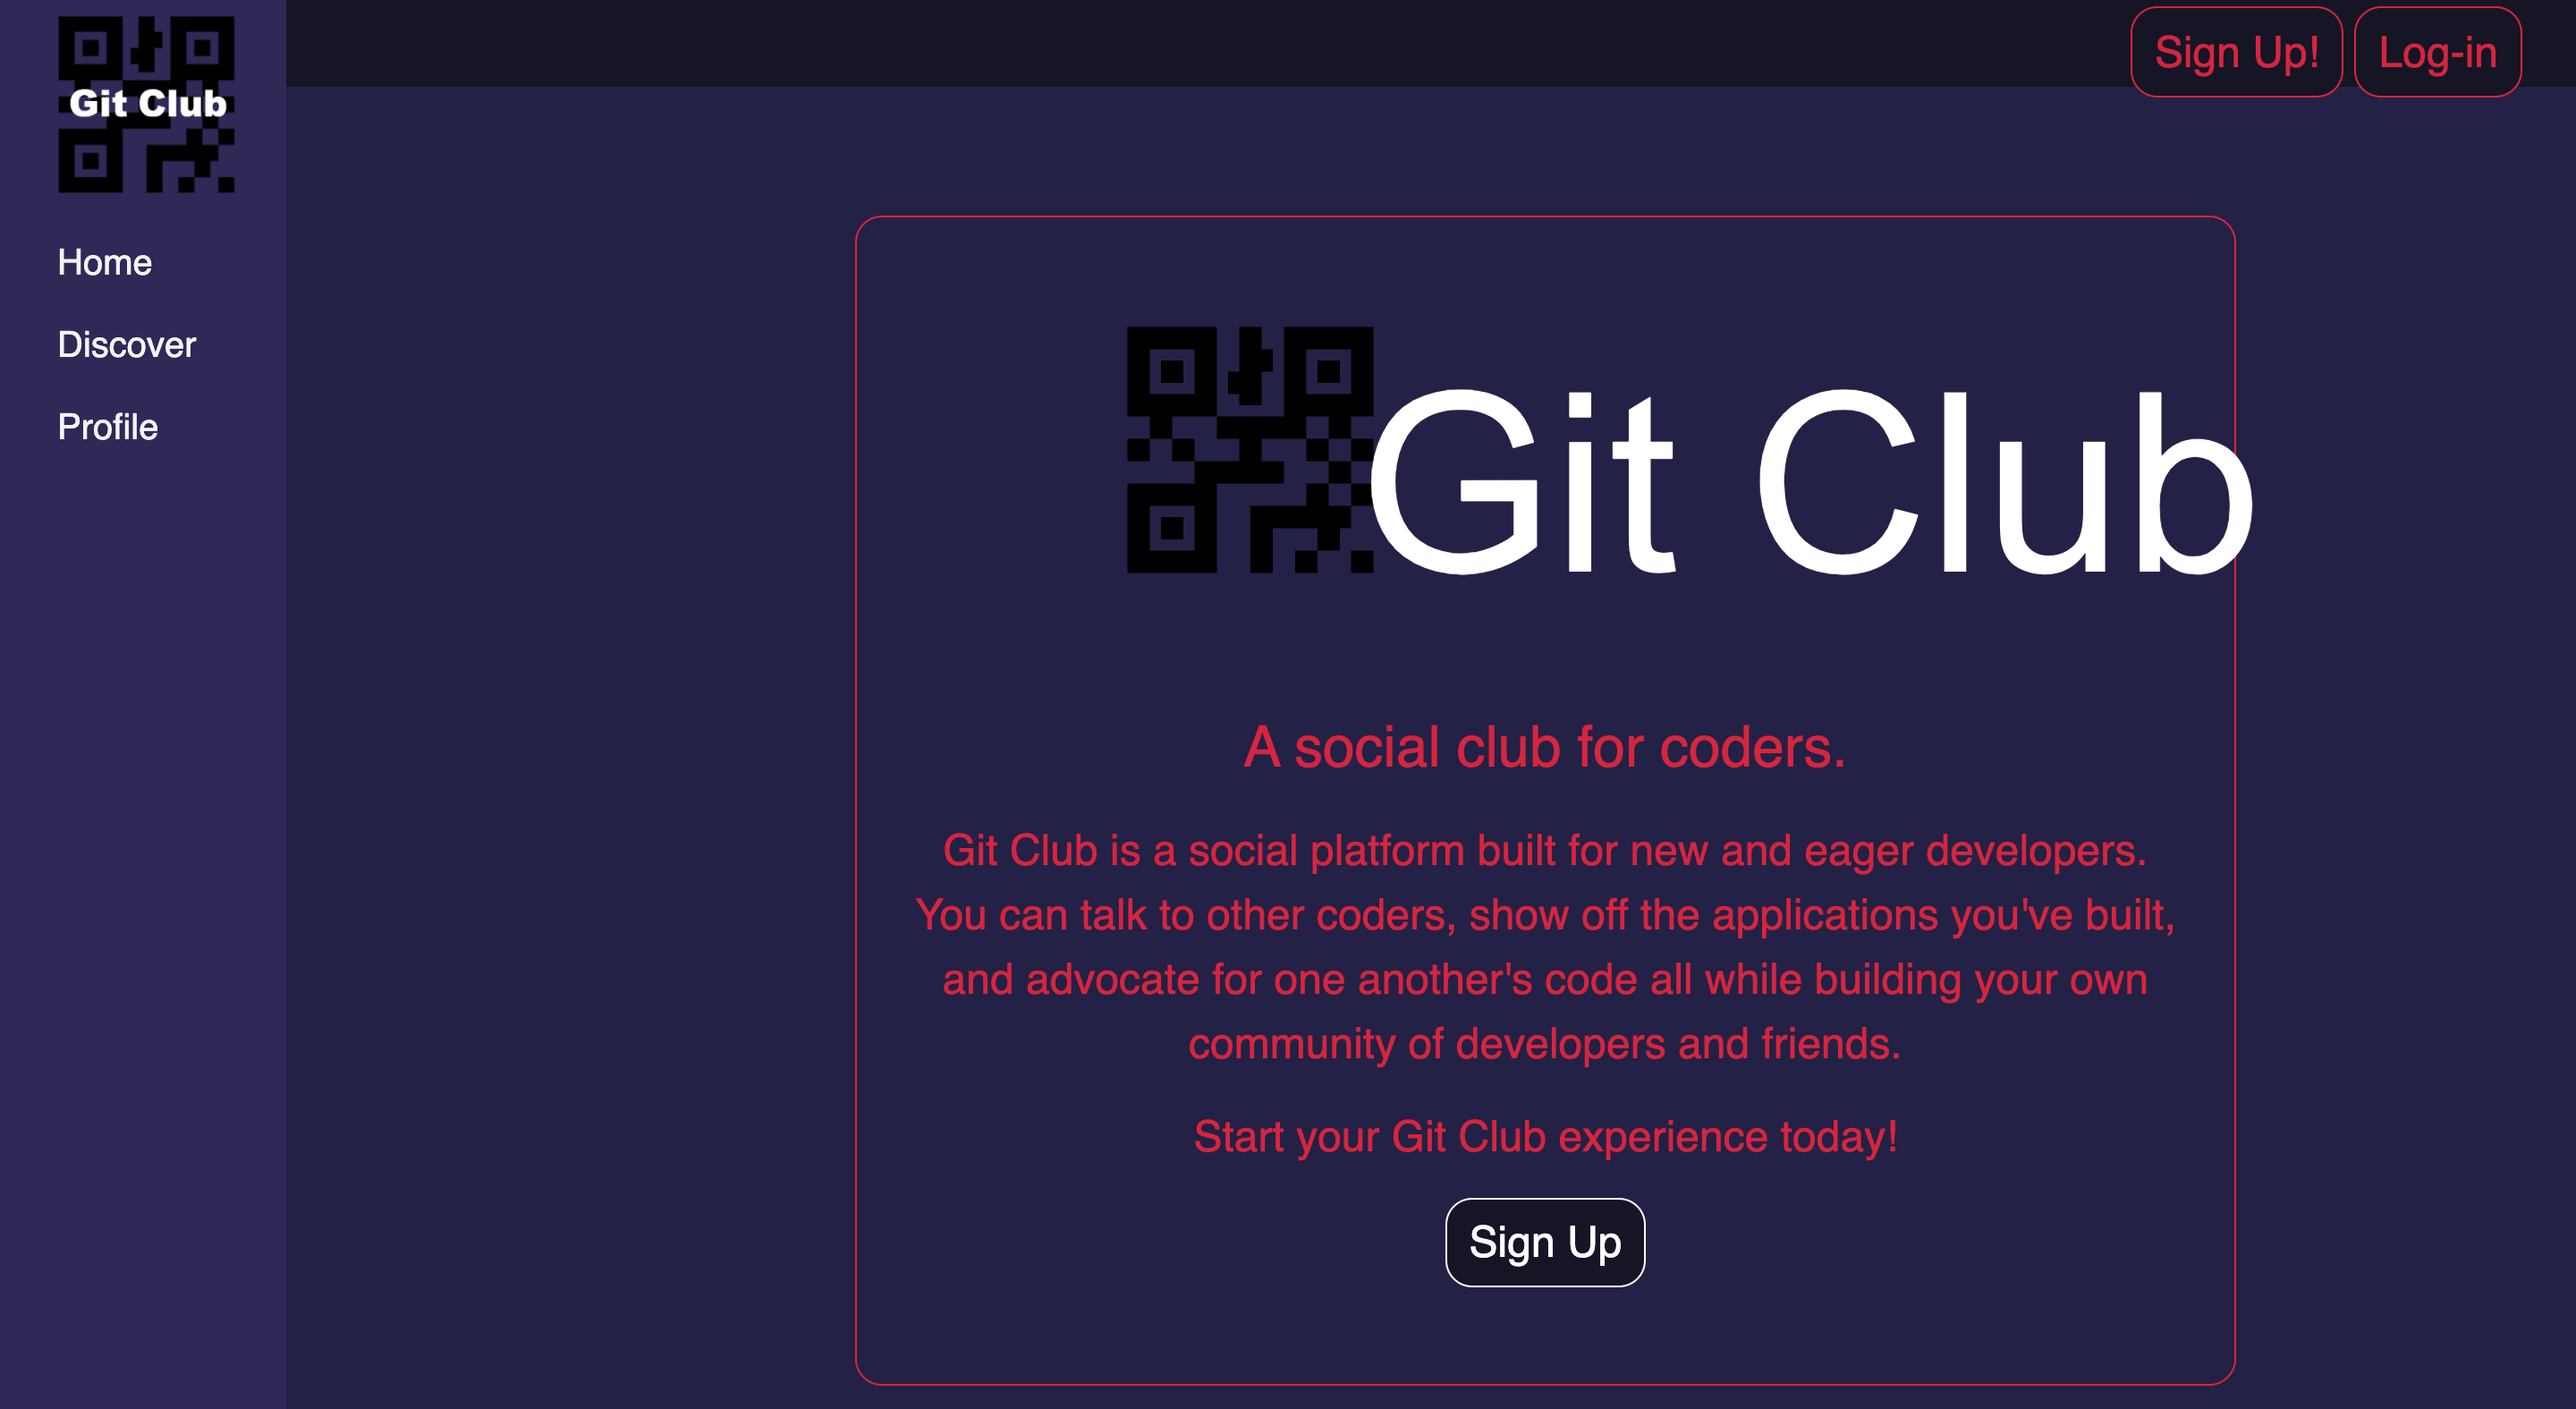 Git Club
Sign Up!
Log-in
Home
Discover
Profile
Git Club
A social club for coders.
Git Club is a social platform built for new and eager developers.
You can talk to other coders, show off the applications you've built,
and advocate for one another's code all while building your own
community of developers and friends.
Start your Git Club experience today!
Sign Up